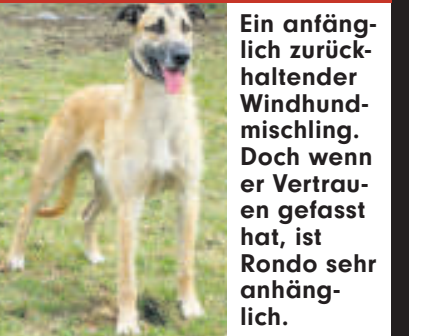 Ein anfäng-
lich zurück-
haltender
Windhund-
mischling.
Doch wenn
er Vertrau-
en gefasst
hat, ist
Rondo sehr
anhäng-
lich.